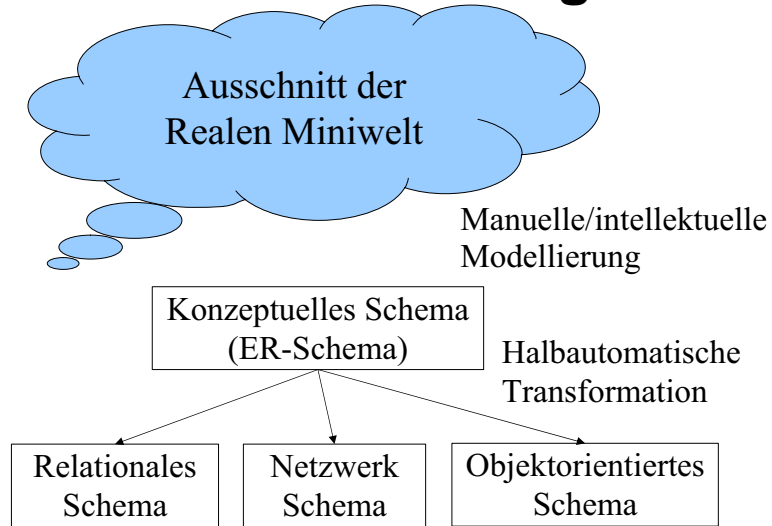 Ausschnitt der
Realen Miniwelt
Manuelle/intellektuelle
Modellierung
Konzeptuelles Schema
(ER-Schema)
Halbautomatische
Transformation
Relationales
Schema
Netzwerk
Schema
Objektorientiertes
Schema